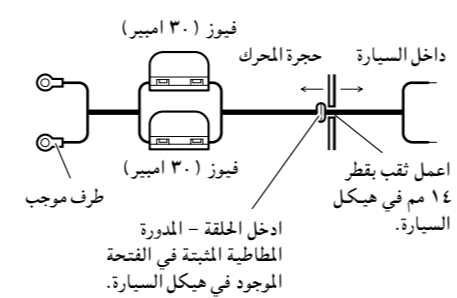 فيوز (٣٠ امبير)
داخل السيارة
حجرة المحرك
فيوز (٣٠ امبير)
طرف موجب
اعمل ثقب بقطر
١٤ مم في هيكل
السيارة.
ادخل الحلقة – المدورة
المطاطية المثبتة في الفتحة
الموجود في هيكل السيارة.